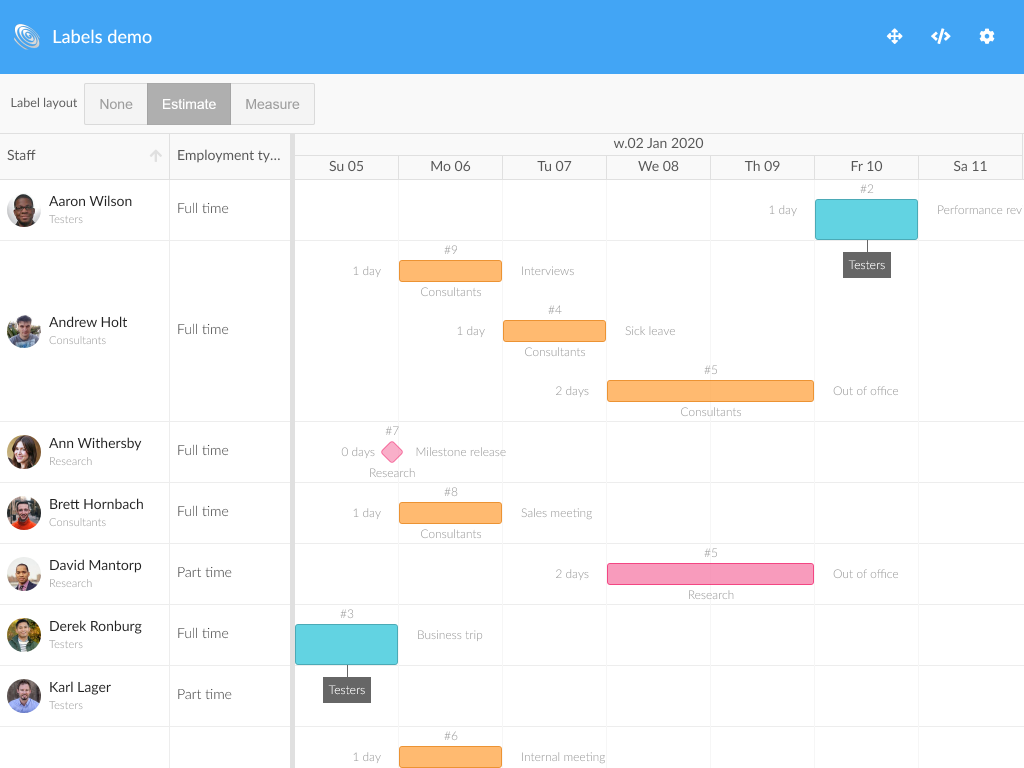 Labels demo
Label layout None Estimate Measure
Staff Employment ty... w.02 Jan 2020
Su 05 Mo 06 Tu 07 We 08 Th 09 Fr 10 Sa 11
#2
Aaron Wilson
Testers
Full time
1 day
Performance rev
Testers
#9
1 day Interviews
Consultants
#4
Andrew Holt
Consultants
Full time
1 day Sick leave
Consultants
#5
2 days Out of office
Consultants
#7
Ann Withersby
Research
Full time
0 days Milestone release
Research
#8
Brett Hornbach
Consultants
Full time
1 day Sales meeting
Consultants
#5
David Mantorp
Research
Part time
2 days Out of office
Research
#3
Derek Ronburg
Testers
Full time
Business trip
Testers
Karl Lager
Testers
Part time
#6
1 day Internal meeting